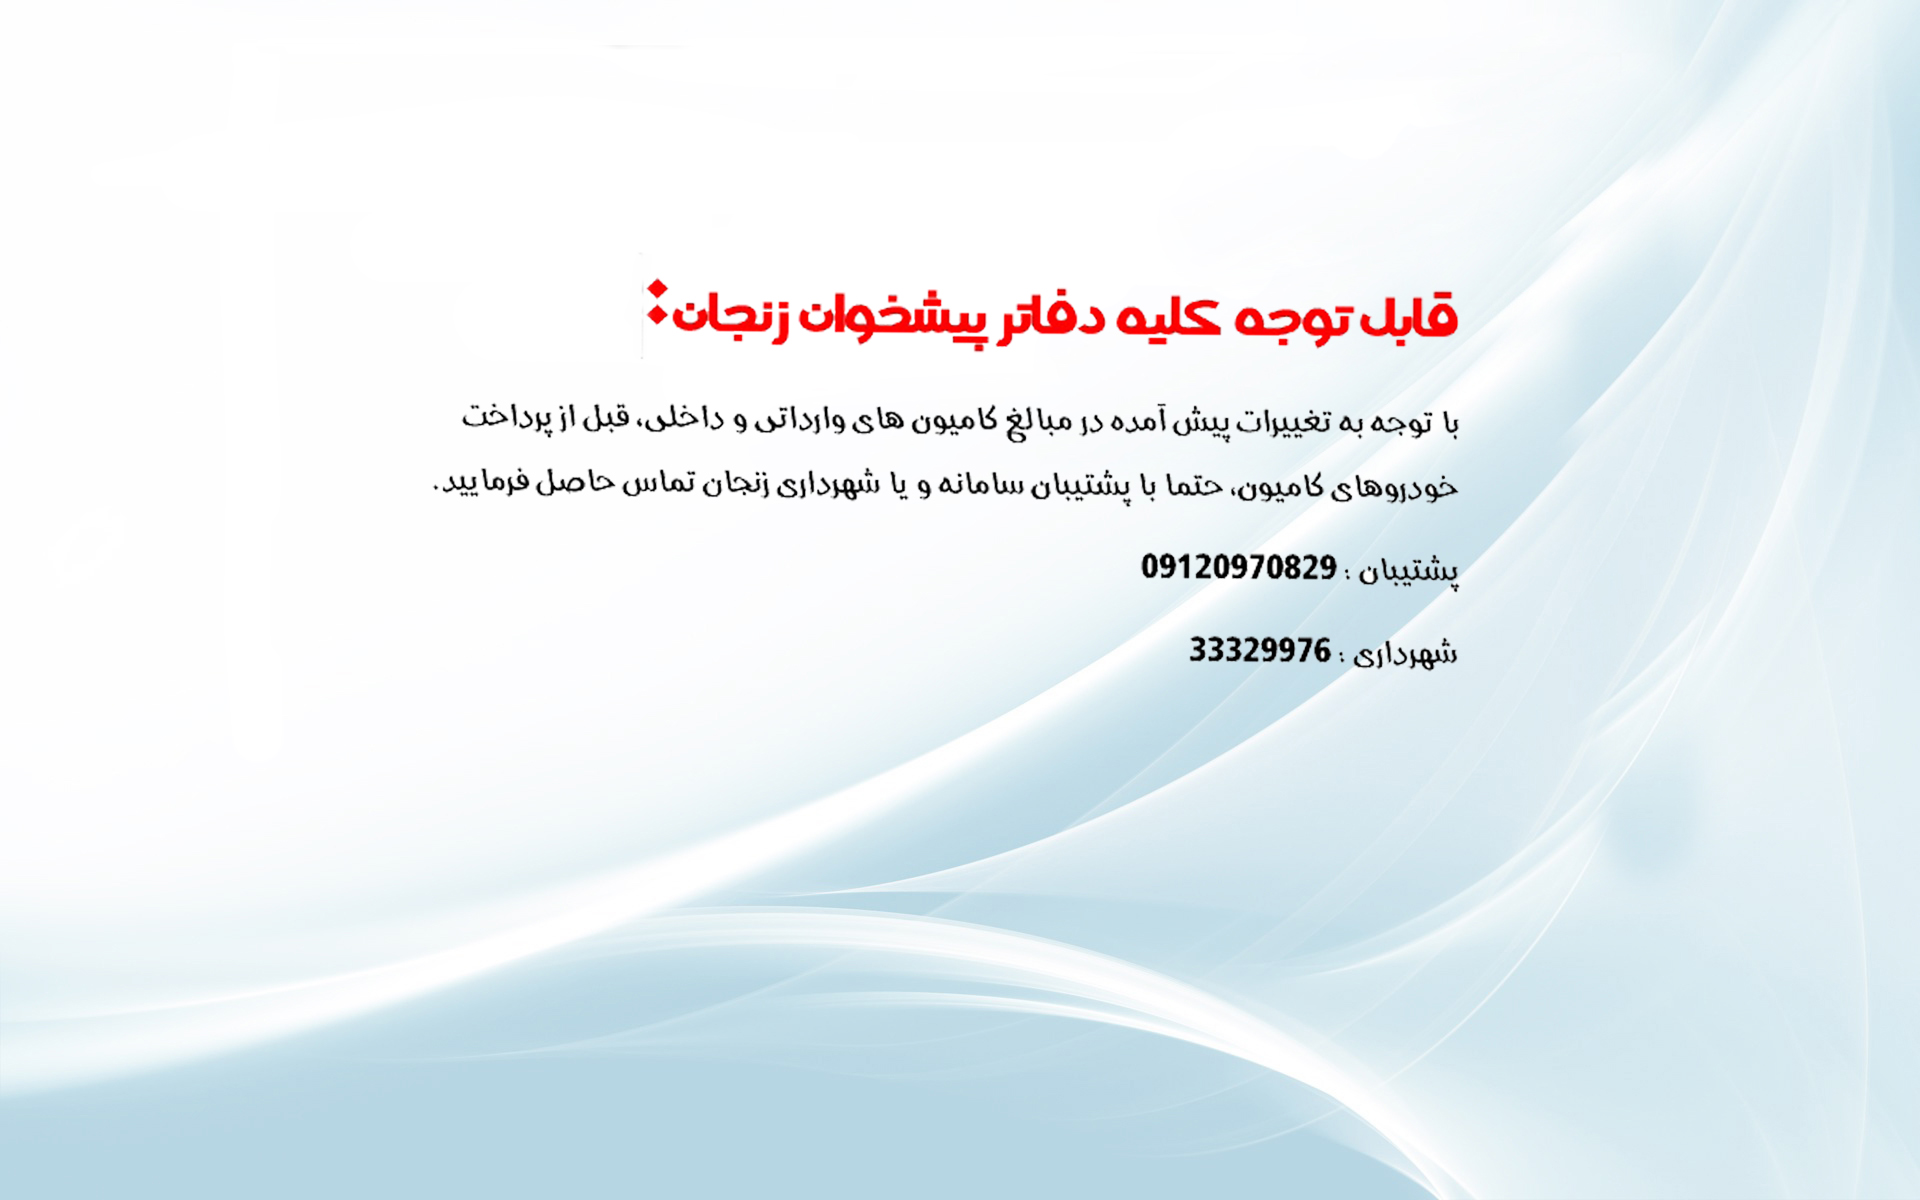 قابل توجه کلیه دفاتر پیشخوان زنجان:
با توجه به تغییرات پیش آمده در مبالغ کامیون های وارداتی و داخلی، قبل از پرداخت
خودروهای کامیون، حتما با پشتیبان سامانه و یا شهرداری زنجان تماس حاصل فرمایید.
پشتیبان : 09120970829
شهرداری : 33329976